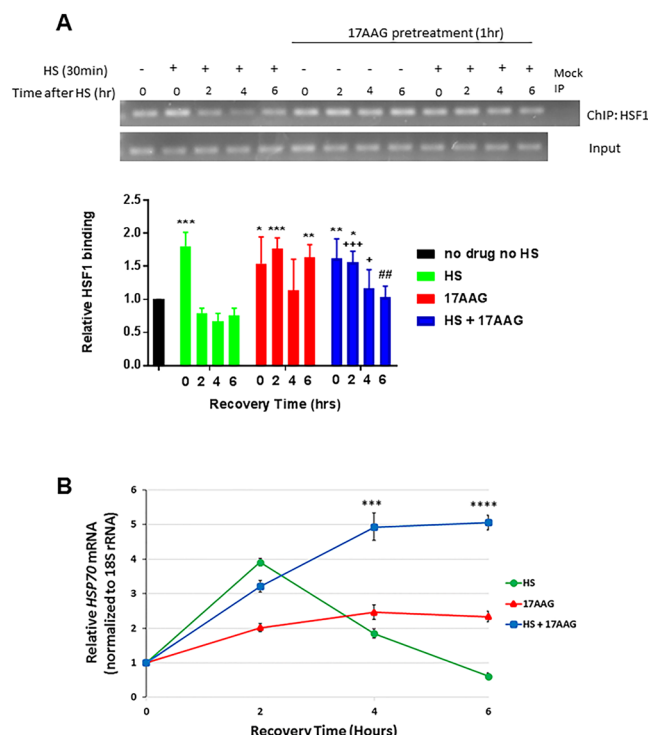 A
17AAG pretreatment (1hr)
HS (30min) - + + + + - - - - + + + + Mock
Time after HS (hr) 0 0 2 4 6 0 2 4 6 0 2 4 6 IP
ChIP: HSF1
Input
Relative HSF1 binding
2.5
2.0
1.5
1.0
0.5
0.0
*** * *** ** ** * +++ + ##
0 2 4 6 0 2 4 6 0 2 4 6
Recovery Time (hrs)
no drug no HS
HS
17AAG
HS + 17AAG
B
Relative HSP70 mRNA
(normalized to 18S rRNA)
6
5
4
3
2
1
0
*** ****
0 2 4 6
Recovery Time (Hours)
HS
17AAG
HS + 17AAG